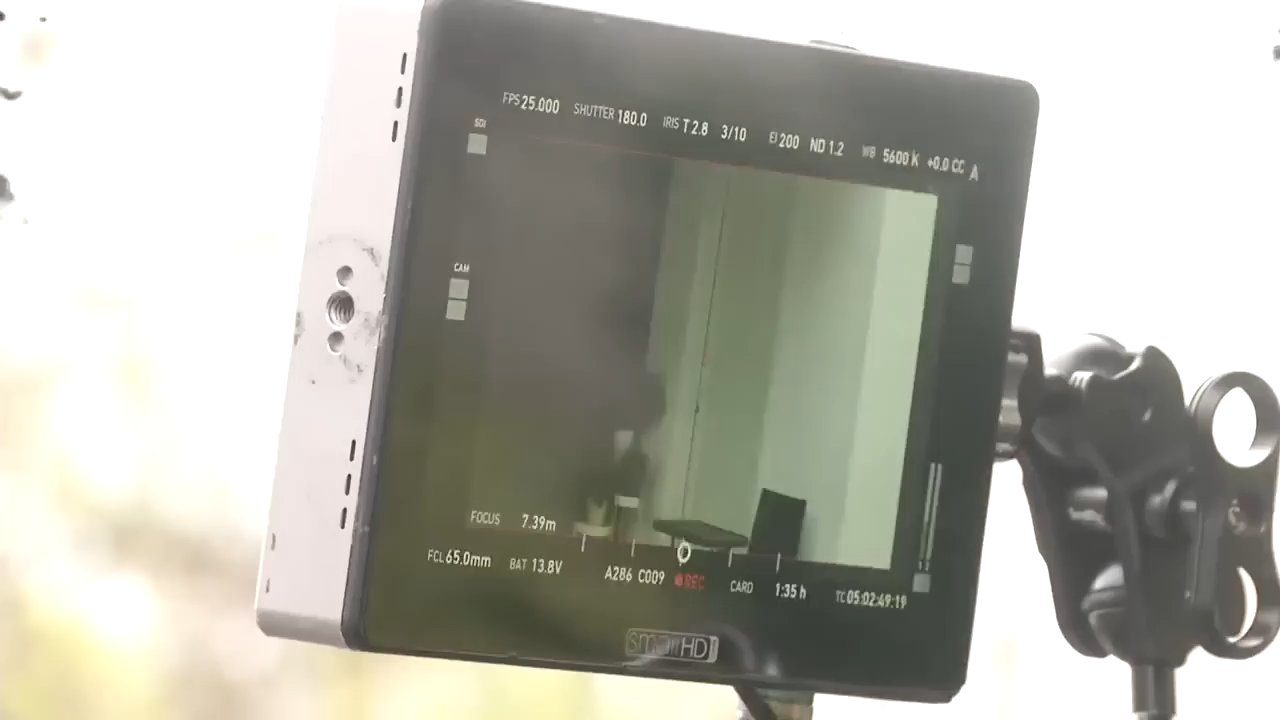 FPS 25.000 SHUTTER 180.0 IRIS T 2.8 3/10 EI 200 ND 1.2 WB 5600 K +0.0 CC A
SDI
CAM
FOCUS 7.39m
FCL 65.0mm BAT 13.8V A286 C009 REC CARD 1:35 h TC 05:02:49:19
smallHD